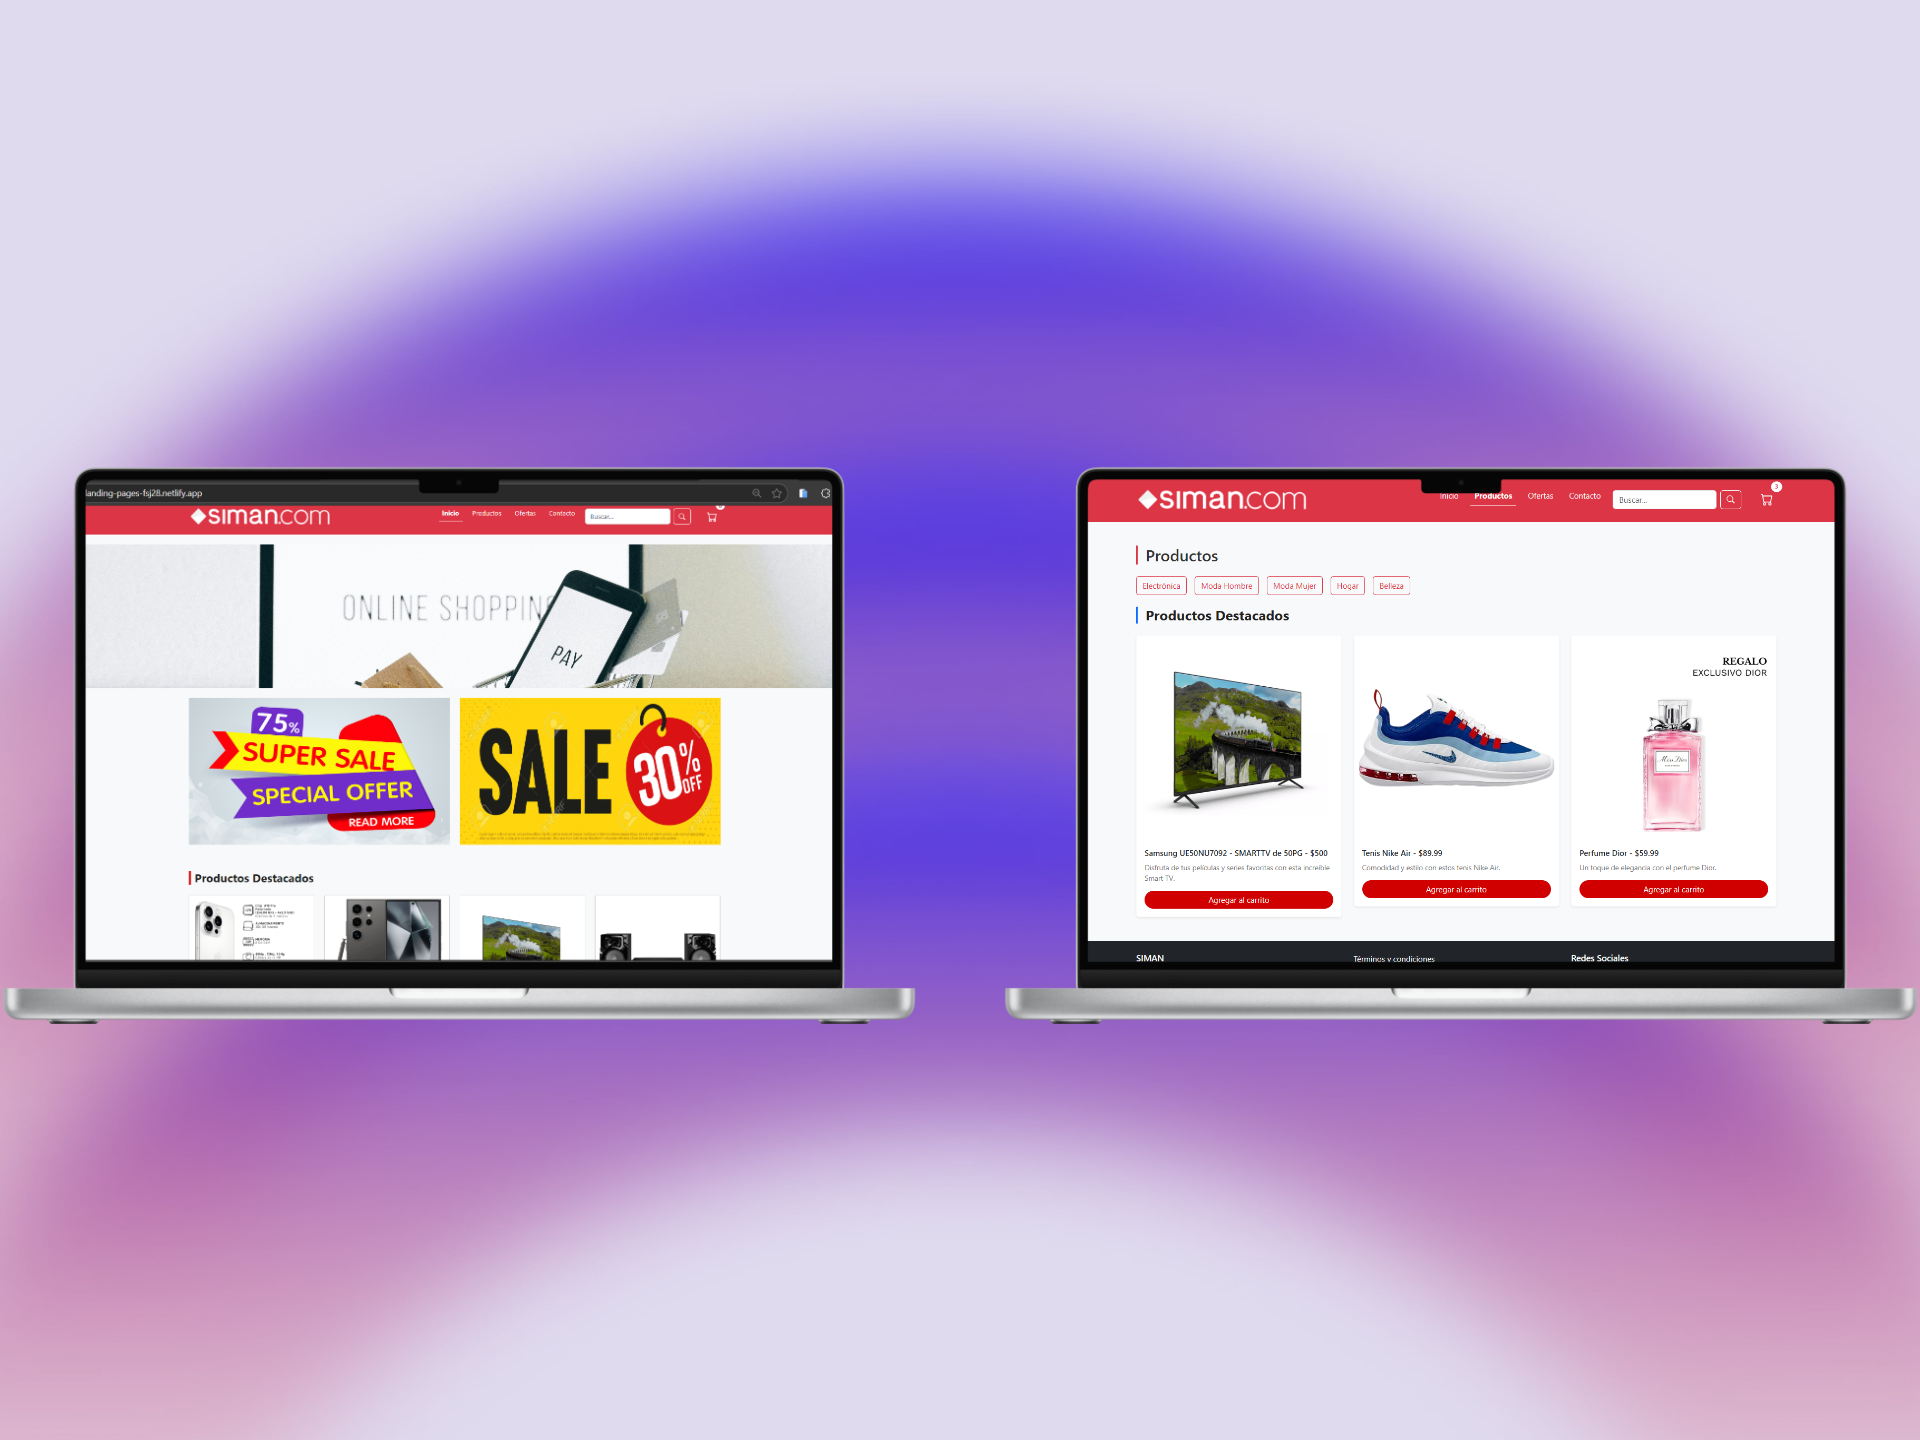 landing-pages-fsj28.netlify.app
siman.com
Inicio Productos Ofertas Contacto Buscar...
ONLINE SHOPPING
PAY
75%
SUPER SALE
SPECIAL OFFER
READ MORE
SALE
30%
OFF
Productos Destacados
siman.com
Inicio Productos Ofertas Contacto Buscar... 3
Productos
Electrónica Moda Hombre Moda Mujer Hogar Belleza
Productos Destacados
REGALO
EXCLUSIVO DIOR
Miss Dior
Samsung UE50NU7092 - SMARTTV de 50PG - $500
Disfruta de tus películas y series favoritas con esta increíble
Smart TV.
Agregar al carrito
Tenis Nike Air - $89.99
Comodidad y estilo con estos tenis Nike Air.
Agregar al carrito
Perfume Dior - $59.99
Un toque de elegancia con el perfume Dior.
Agregar al carrito
SIMAN Términos y condiciones Redes Sociales